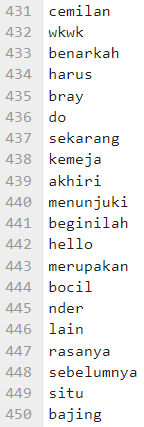 431 cemilan
432 wkwk
433 benarkah
434 harus
435 bray
436 do
437 sekarang
438 kemeja
439 akhiri
440 menunjuki
441 beginilah
442 hello
443 merupakan
444 bocil
445 nder
446 lain
447 rasanya
448 sebelumnya
449 situ
450 bajing